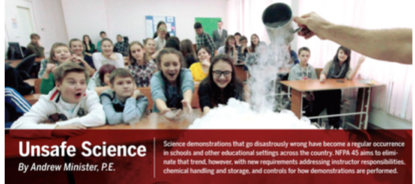 Unsafe Science
By Andrew Minister, P.E.
Science demonstrations that go disastrously wrong have become a regular occurrence
in schools and other educational settings across the country. NFPA 45 aims to elimi-
nate that trend, however, with new requirements addressing instructor responsibilities,
chemical handling and storage, and controls for how demonstrations are performed.